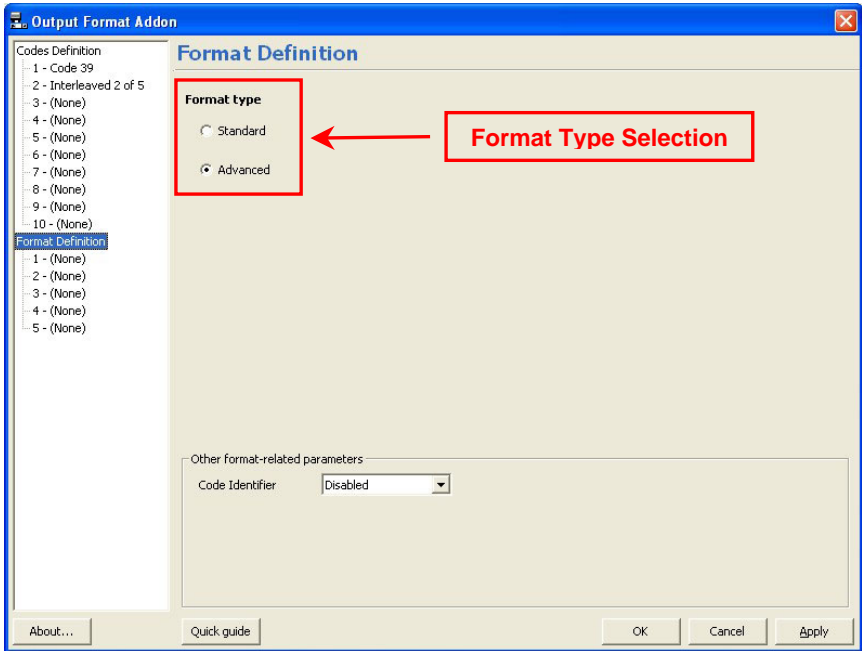 Output Format Addon
Codes Definition
1 - Code 39
2 - Interleaved 2 of 5
3 - (None)
4 - (None)
5 - (None)
6 - (None)
7 - (None)
8 - (None)
9 - (None)
10 - (None)
Format Definition
1 - (None)
2 - (None)
3 - (None)
4 - (None)
5 - (None)
Format Definition
Format type
Standard
Advanced
Format Type Selection
Other format-related parameters
Code Identifier
Disabled
About...
Quick guide
OK
Cancel
Apply